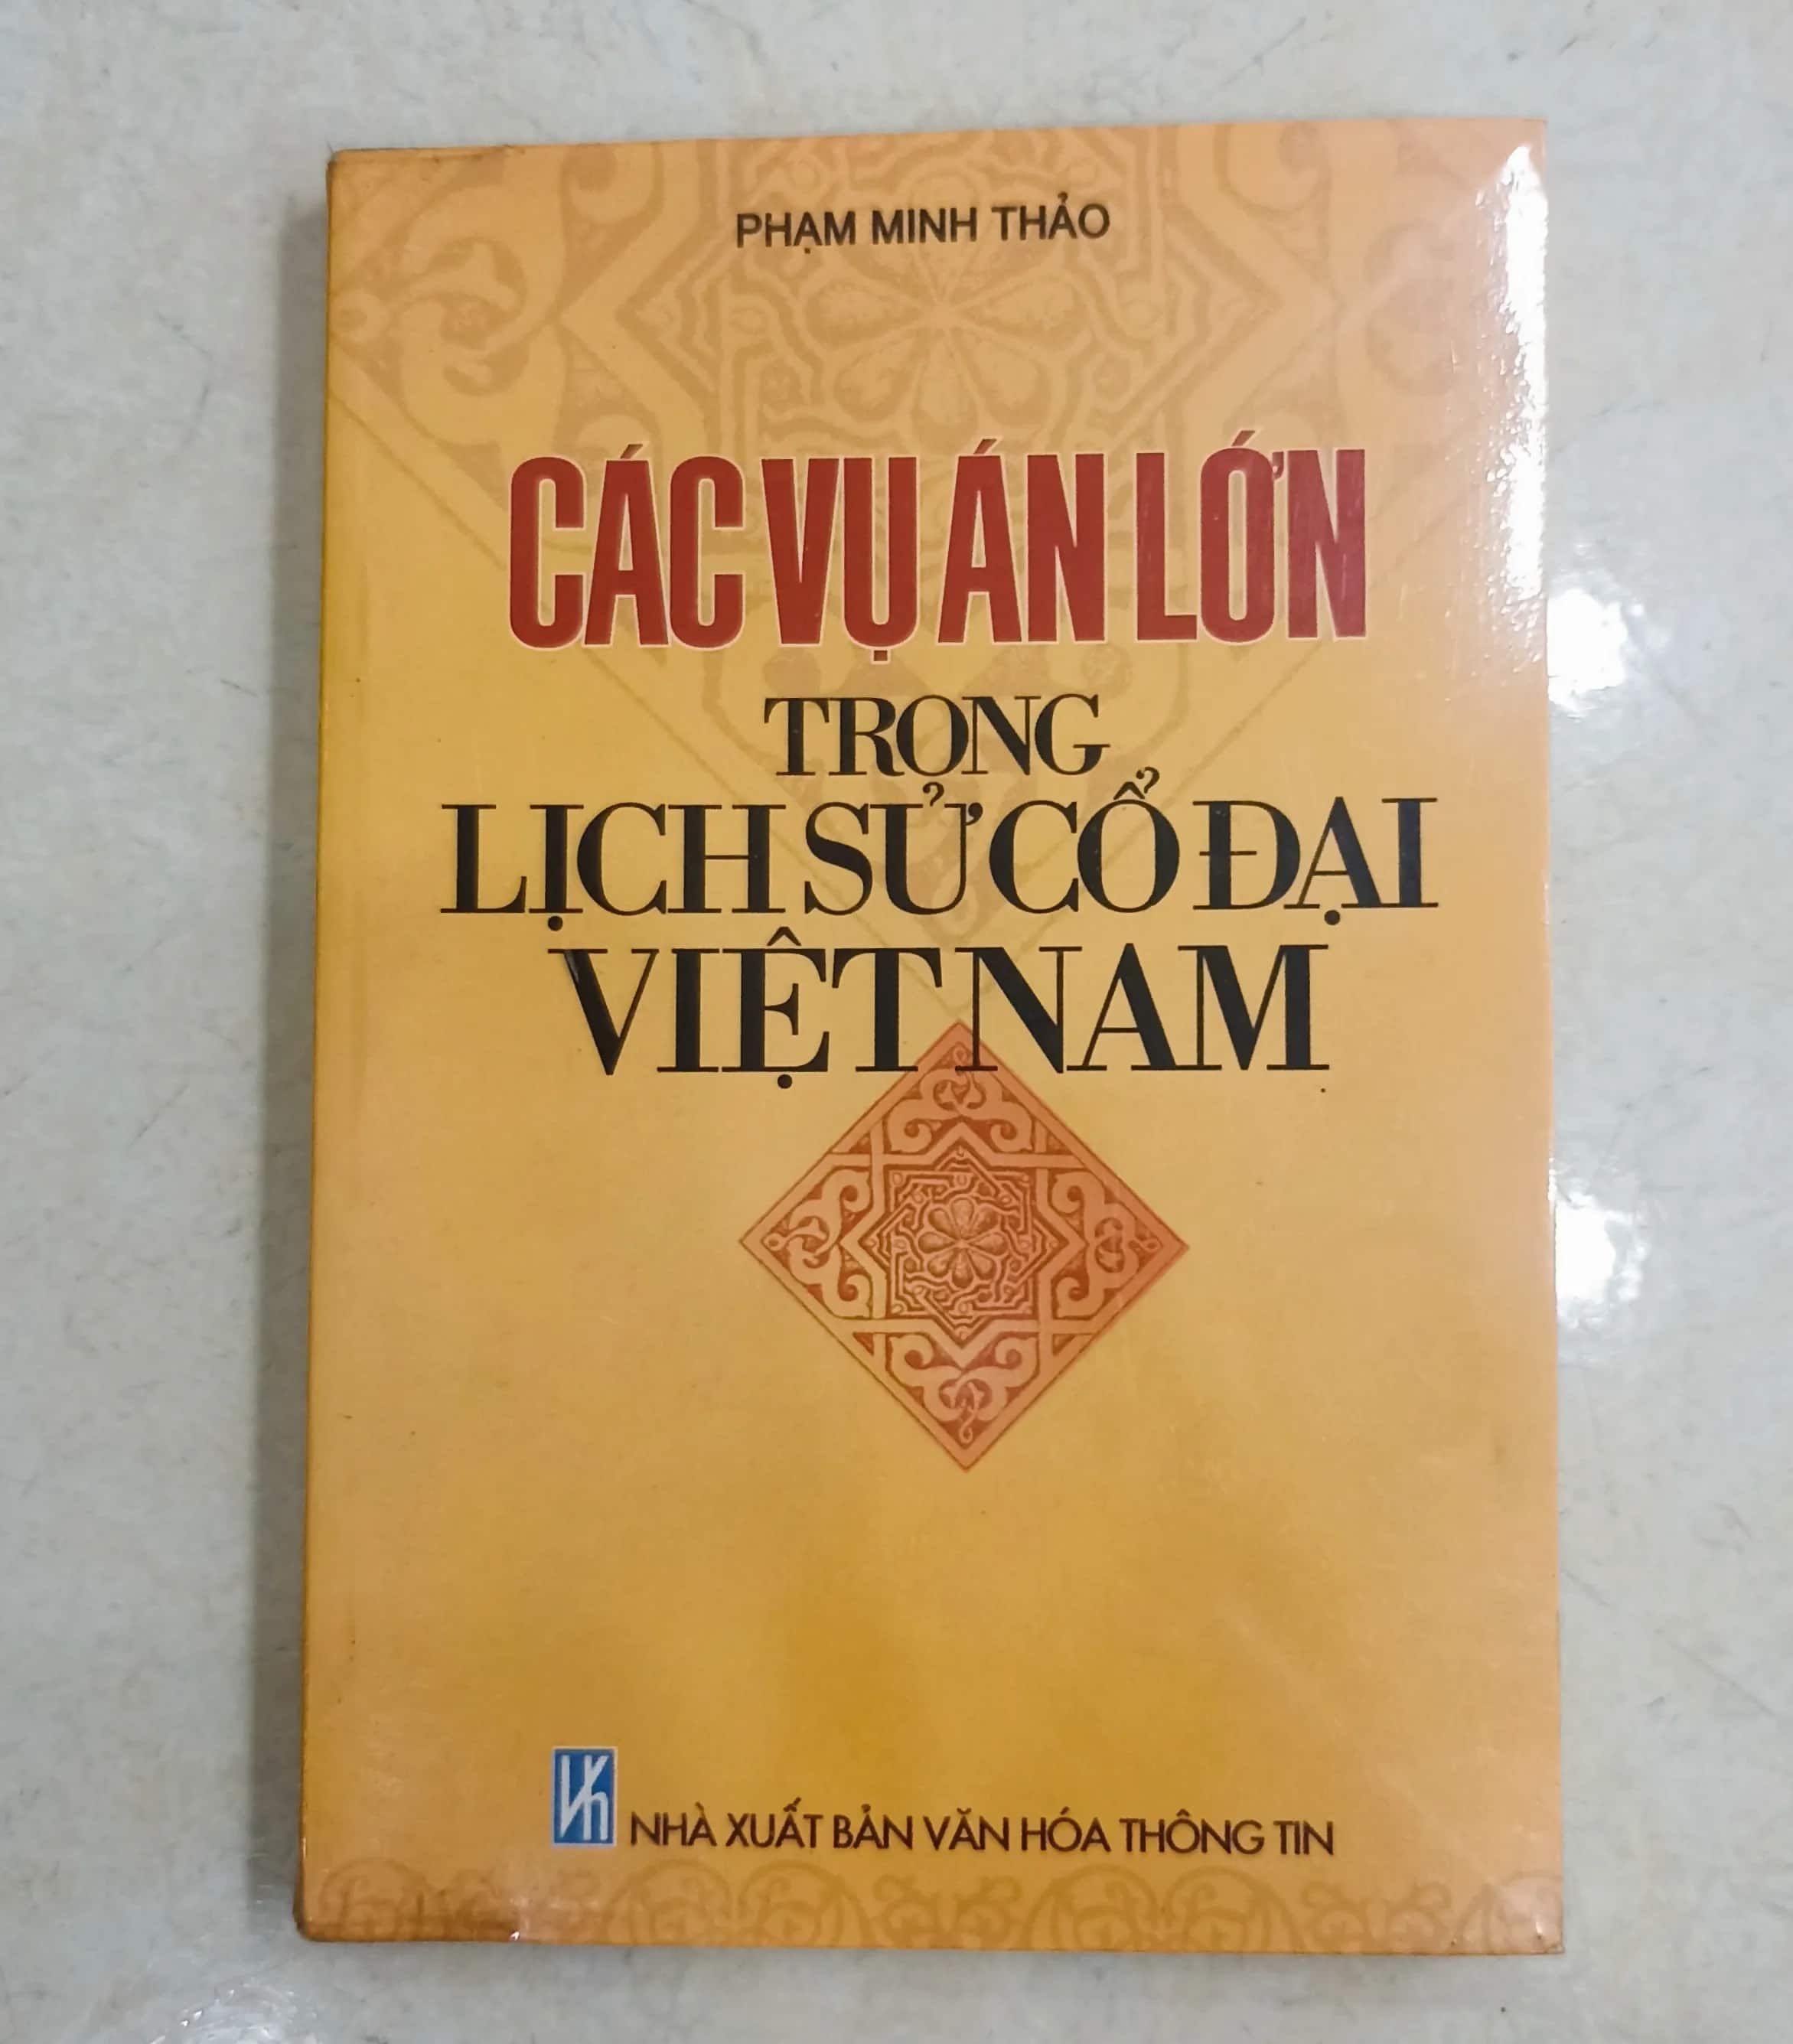 PHẠM MINH THẢO
CÁC VỤ ÁN LỚN
TRONG
LỊCH SỬ CỔ ĐẠI
VIỆT NAM
NHÀ XUẤT BẢN VĂN HÓA THÔNG TIN